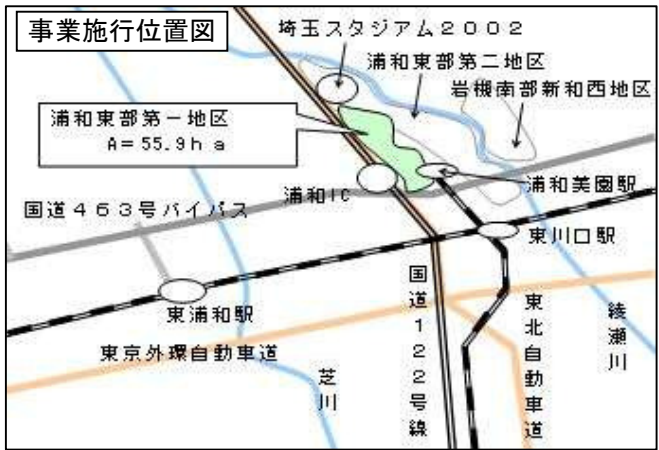 事業施行位置図
埼玉スタジアム２００２
浦和東部第二地区
岩槻南部新和西地区
浦和東部第一地区
A＝55.9ｈａ
浦和IC
浦和美園駅
国道４６３号バイパス
東川口駅
東浦和駅
東京外環自動車道
芝川
国道１２２号線
東北自動車道
綾瀬川